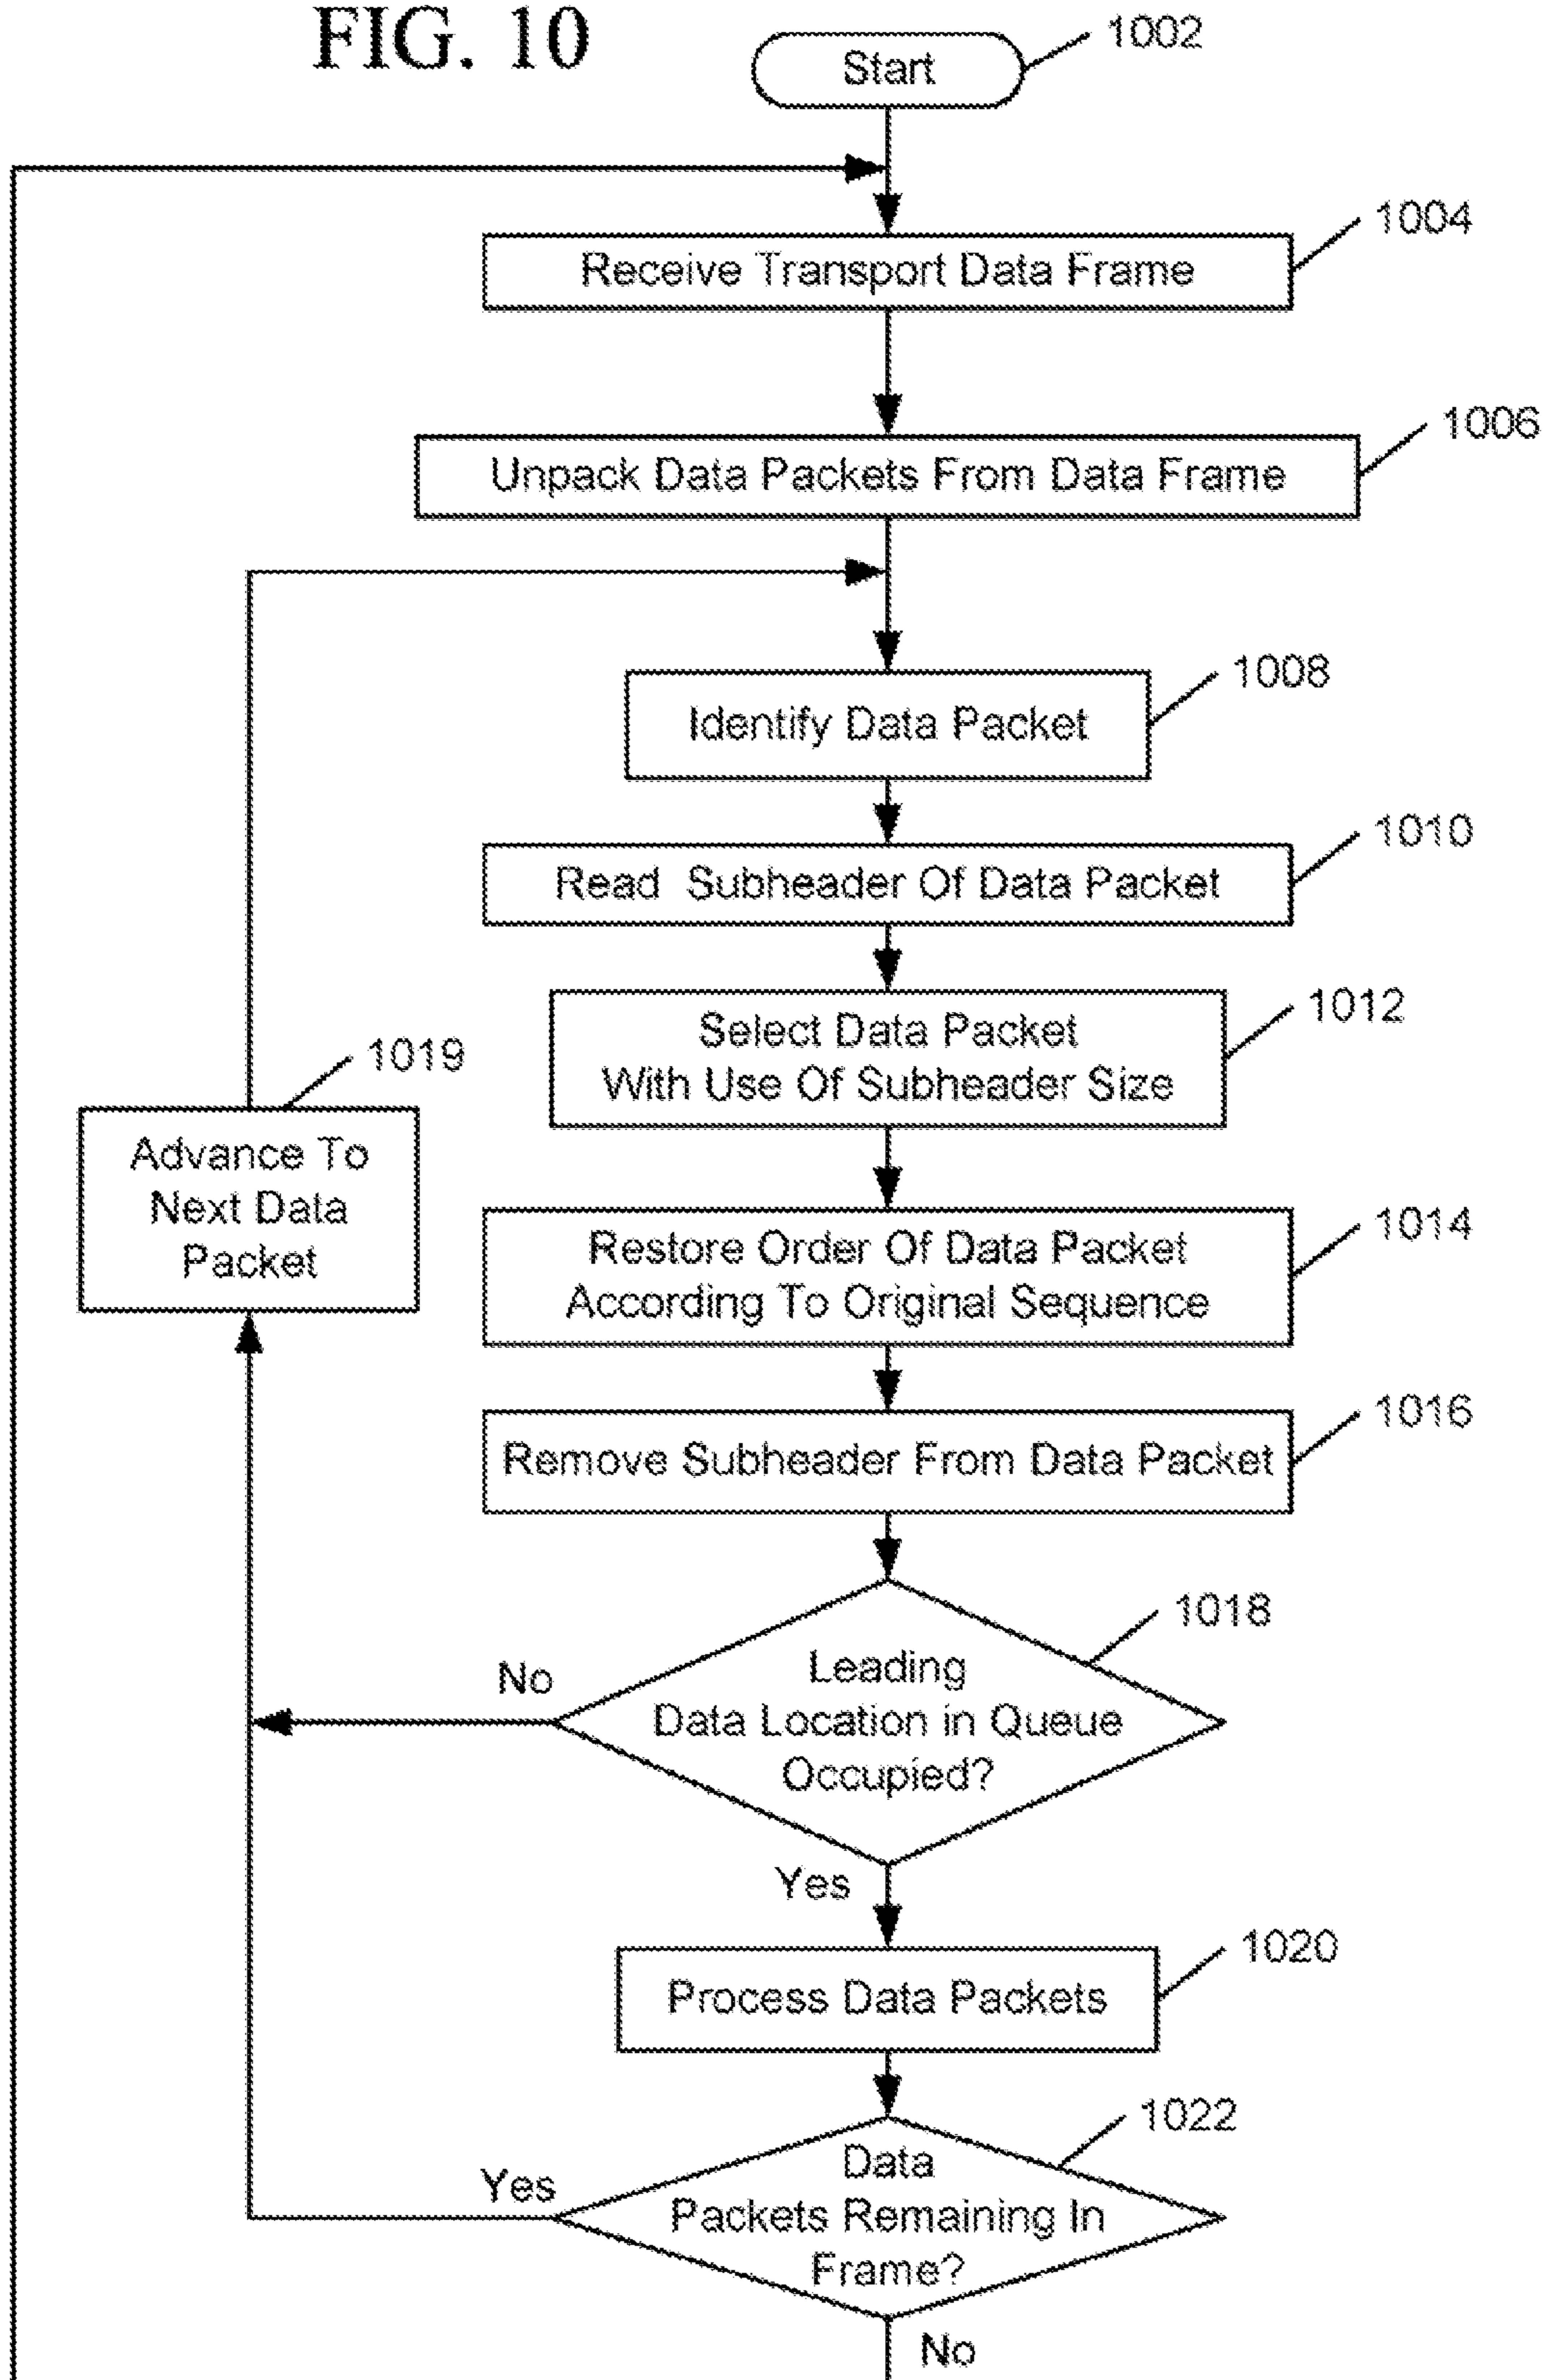 FIG. 10
Start
1002
Receive Transport Data Frame
1004
Unpack Data Packets From Data Frame
1006
Identify Data Packet
1008
Read Subheader Of Data Packet
1010
Select Data Packet
With Use Of Subheader Size
1012
1019
Advance To
Next Data
Packet
Restore Order Of Data Packet
According To Original Sequence
1014
Remove Subheader From Data Packet
1016
1018
No
Leading
Data Location in Queue
Occupied?
Yes
1020
Process Data Packets
1022
Yes
Data
Packets Remaining In
Frame?
No